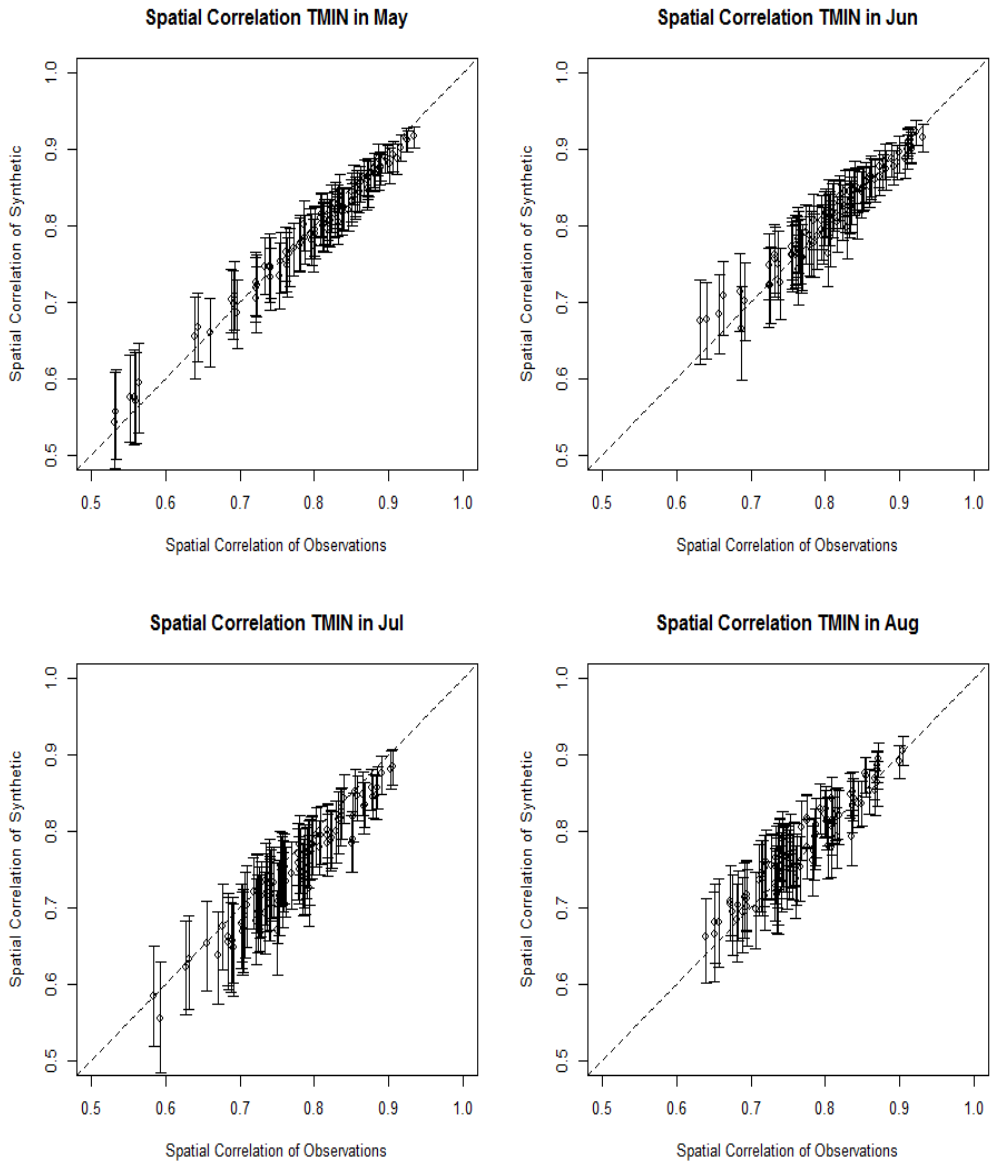 Spatial Correlation TMIN in May
Spatial Correlation of Synthetic
1.0
0.9
0.8
0.7
0.6
0.5
0.5 0.6 0.7 0.8 0.9 1.0
Spatial Correlation of Observations
Spatial Correlation TMIN in Jun
Spatial Correlation of Synthetic
1.0
0.9
0.8
0.7
0.6
0.5
0.5 0.6 0.7 0.8 0.9 1.0
Spatial Correlation of Observations
Spatial Correlation TMIN in Jul
Spatial Correlation of Synthetic
1.0
0.9
0.8
0.7
0.6
0.5
0.5 0.6 0.7 0.8 0.9 1.0
Spatial Correlation of Observations
Spatial Correlation TMIN in Aug
Spatial Correlation of Synthetic
1.0
0.9
0.8
0.7
0.6
0.5
0.5 0.6 0.7 0.8 0.9 1.0
Spatial Correlation of Observations